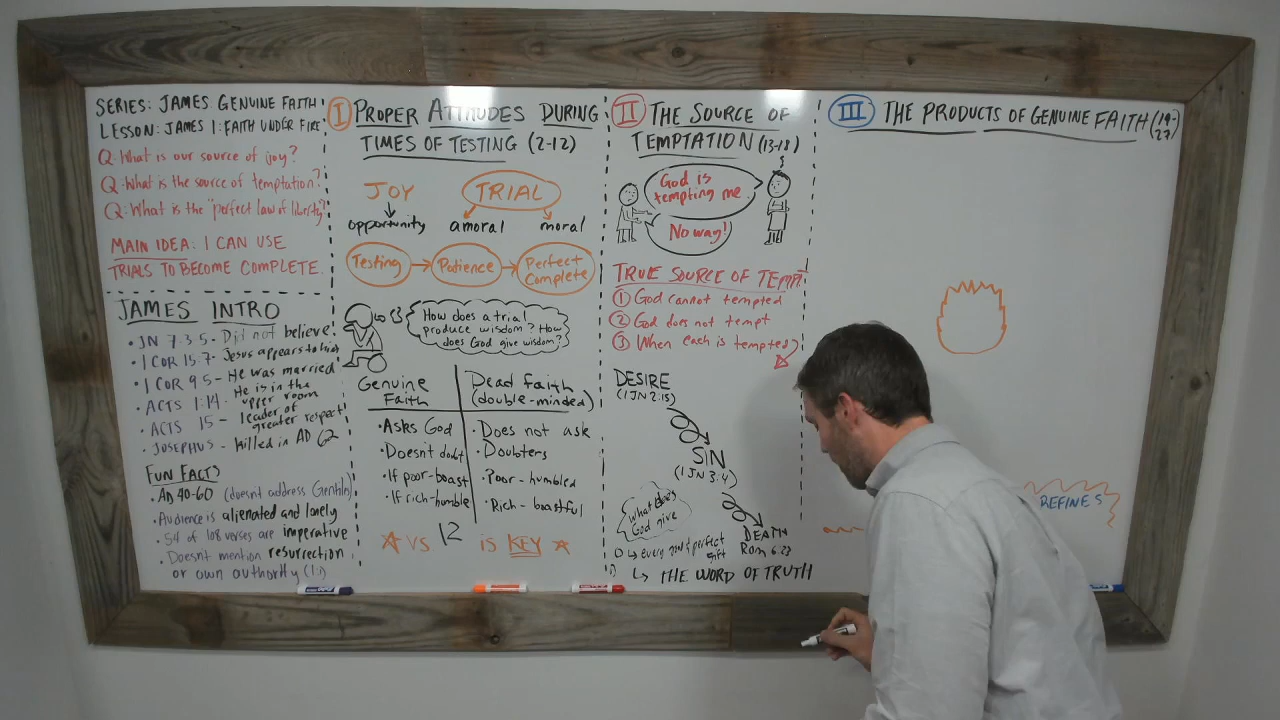 SERIES: JAMES GENUINE FAITH
LESSON: JAMES 1: FAITH UNDER FIRE
Q: What is our source of joy?
Q: What is the source of temptation?
Q: What is the "perfect law of liberty?
MAIN IDEA: I CAN USE
TRIALS TO BECOME COMPLETE.
JAMES INTRO
• JN 7:3-5 - Did not believe!
• I COR 15:7 - Jesus appears to him
• I COR 9:5 - He was married
• ACTS 1:14 - He is in the
upper room
• ACTS 15 - leader of
greater respect!
• JOSEPHUS - killed in AD 62
FUN FACTS
• AD 40-60 (doesn't address Gentiles)
• Audience is alienated and lonely
• 54 of 108 verses are imperative
• Doesn't mention resurrection
or own authority (1:1)
I PROPER ATTITUDES DURING
TIMES OF TESTING (2-12)
JOY TRIAL
opportunity amoral moral
Testing Patience Perfect
Complete
How does a trial
produce wisdom? How
does God give wisdom?
Genuine
Faith
Dead Faith
(double-minded)
• Asks God
• Doesn't doubt
• If poor-boast
• If rich-humble
• Does not ask
• Doubters
• Poor-humbled
• Rich-boastful
VS 12 is KEY
II THE SOURCE OF
TEMPTATION (13-18)
God is
tempting me
No way!
TRUE SOURCE OF TEMPT
1 God cannot tempted
2 God does not tempt
3 When each is tempted
DESIRE
(1 JN 2:15)
SIN
(1 JN 3:4)
DEATH
Rom 6:23
What does
God give
every good & perfect
gift
THE WORD OF TRUTH
III THE PRODUCTS OF GENUINE FAITH (19-
27)
REFINES